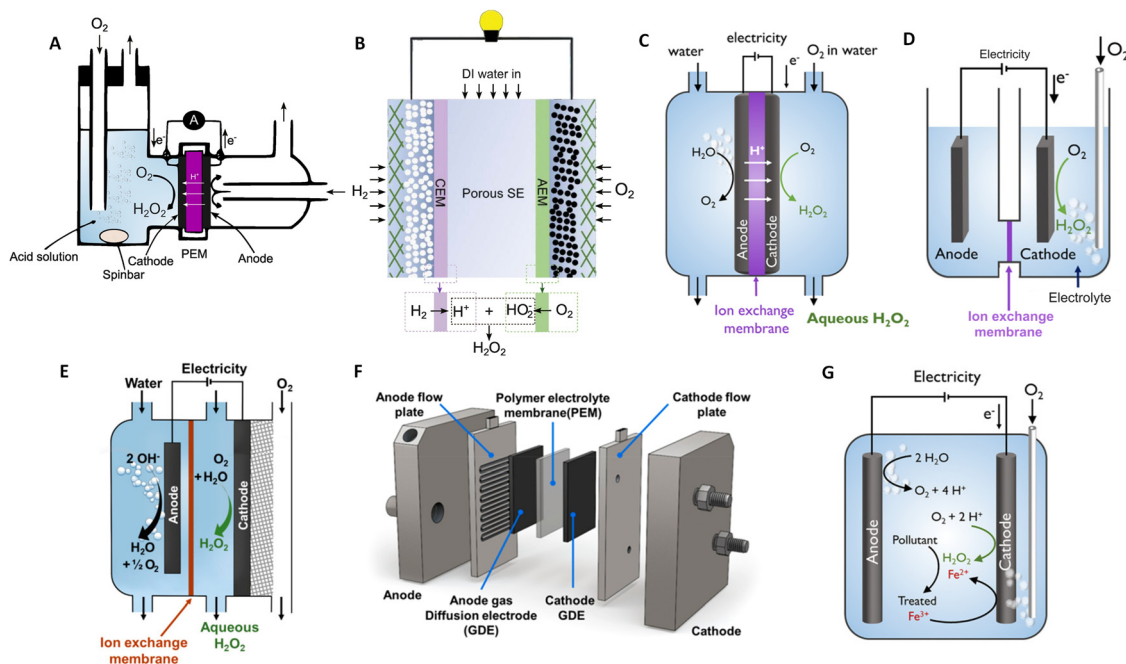 A
O₂
A
e⁻
e⁻
O₂
H⁺
H₂O₂
H₂
Acid solution
Spinbar
Cathode
PEM
Anode
B
DI water in
CEM
Porous SE
AEM
O₂
H₂
H⁺
+
HO₂⁻
O₂
H₂O₂
C
electricity
water
e⁻
O₂ in water
H₂O
H⁺
O₂
O₂
H₂O₂
Anode
Cathode
Ion exchange
membrane
Aqueous H₂O₂
D
Electricity
O₂
e⁻
O₂
H₂O₂
Anode
Cathode
Electrolyte
Ion exchange
membrane
E
Electricity
Water
O₂
2 OH⁻
O₂
+ H₂O
Anode
Cathode
H₂O₂
H₂O
+ ½ O₂
Ion exchange
membrane
Aqueous
H₂O₂
F
Anode flow
plate
Polymer electrolyte
membrane(PEM)
Cathode flow
plate
Anode
Anode gas
Diffusion electrode
(GDE)
Cathode
GDE
Cathode
G
Electricity
e⁻
O₂
2 H₂O
O₂ + 4 H⁺
O₂ + 2 H⁺
Anode
Cathode
Pollutant
H₂O₂
Fe²⁺
Treated
Fe³⁺